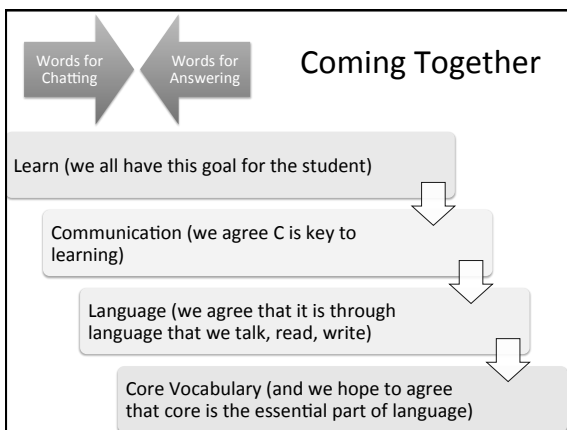 Words for
Chatting
Words for
Answering
Coming Together
Learn (we all have this goal for the student)
Communication (we agree C is key to
learning)
Language (we agree that it is through
language that we talk, read, write)
Core Vocabulary (and we hope to agree
that core is the essential part of language)